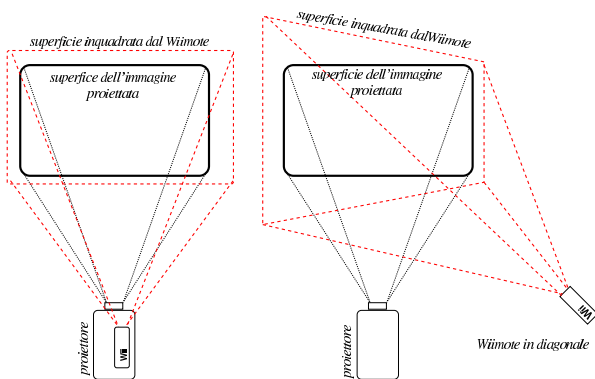 superficie inquadrata dal Wiimote
superfice dell'immagine
proiettata
proiettore
Wii
superficie inquadrata dalWiimote
superficie dell'immagine
proiettata
proiettore
Wii
Wiimote in diagonale